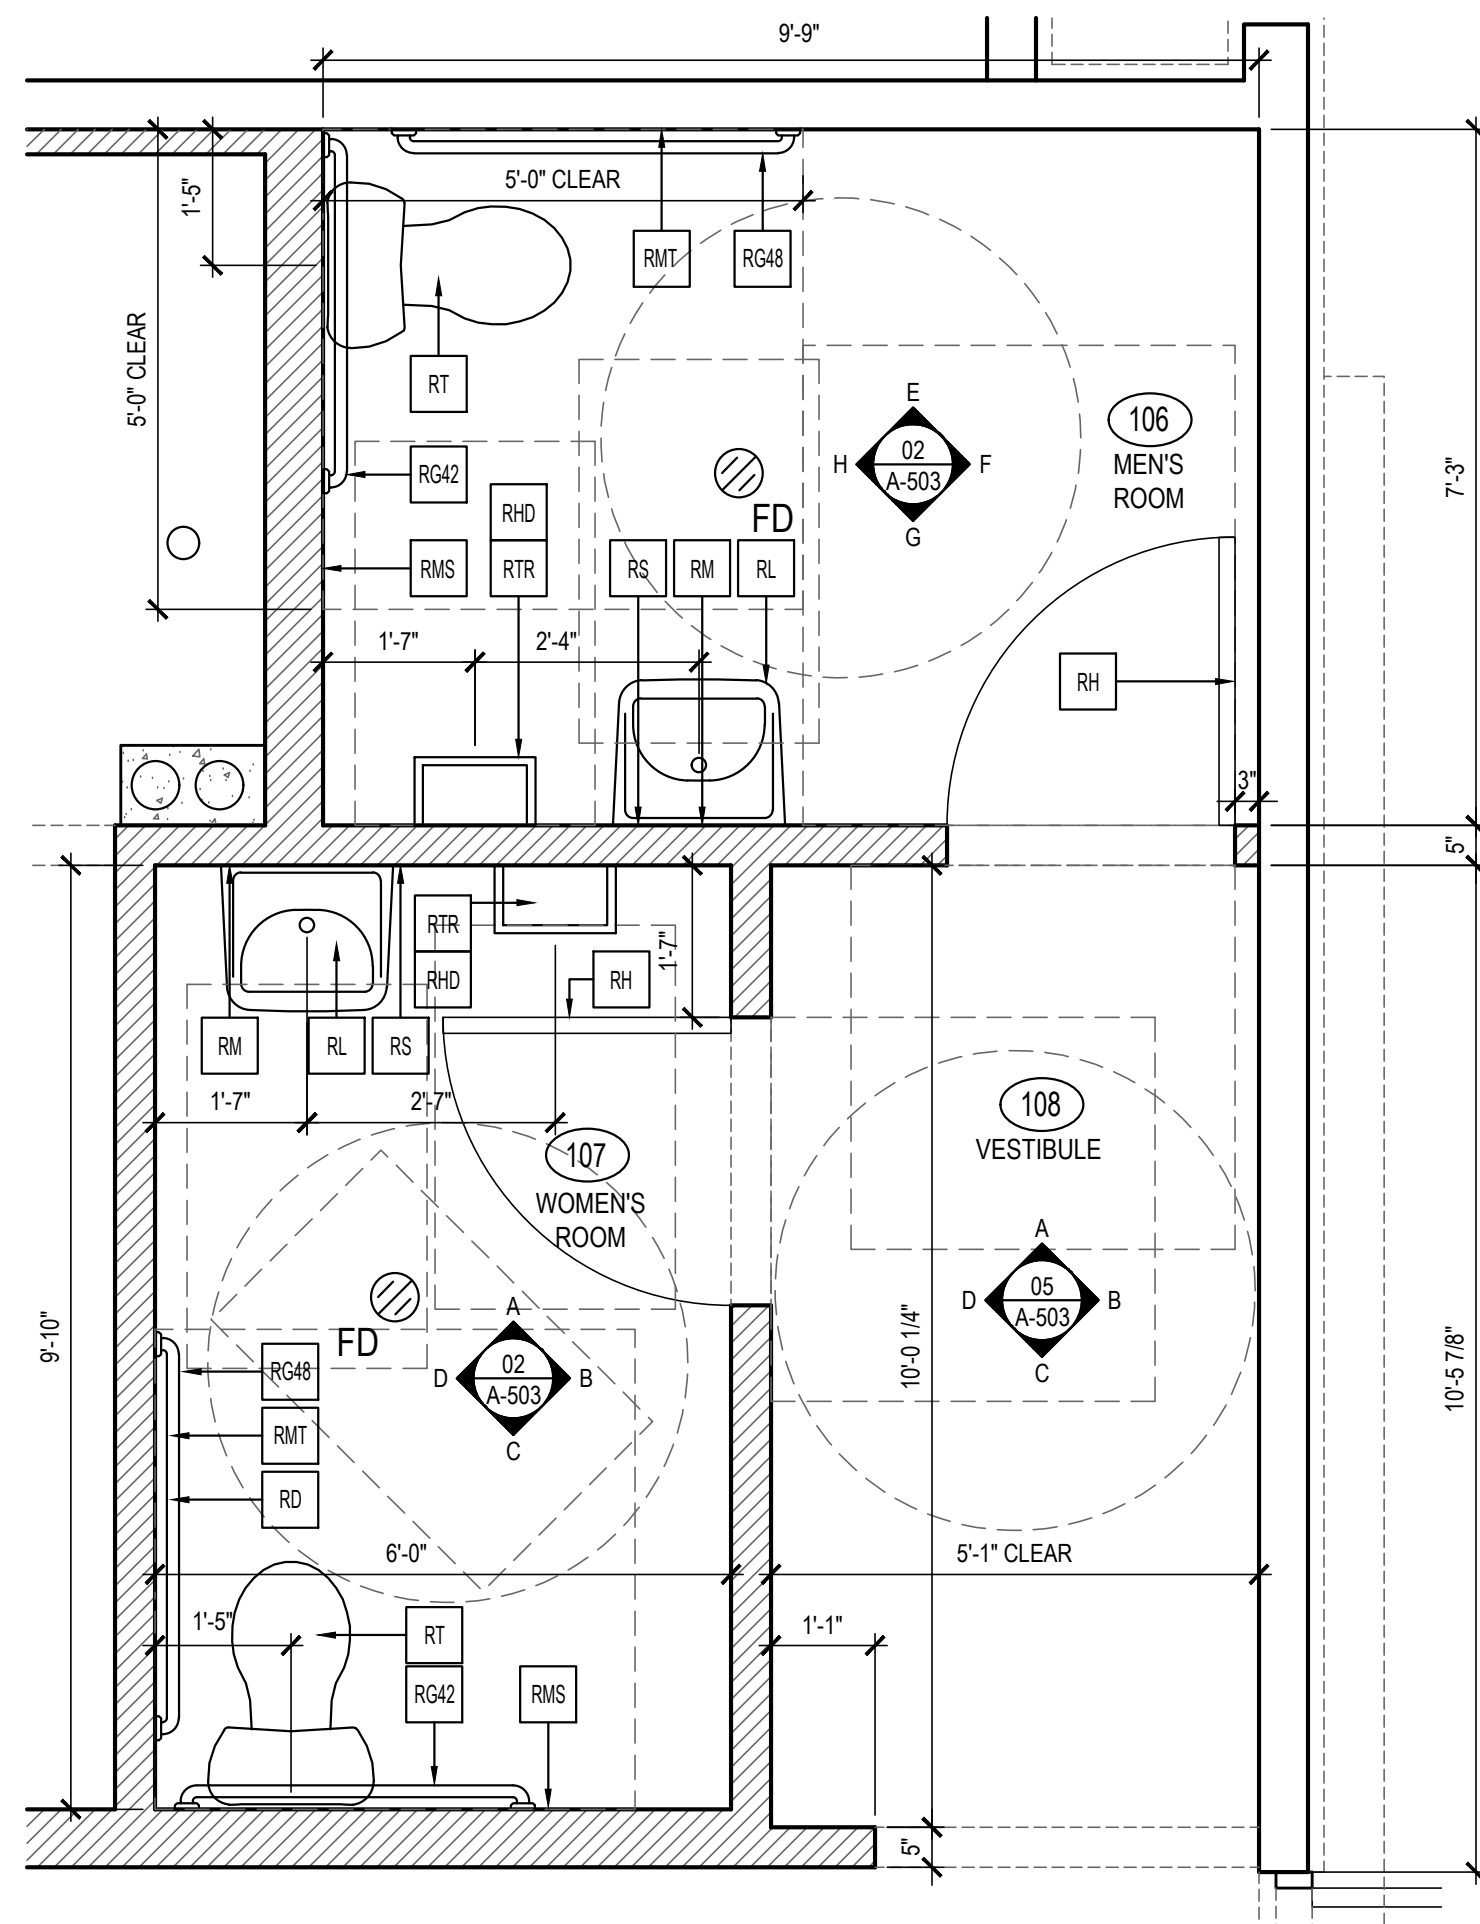 9'-9"
1'-5"
5'-0" CLEAR
RMT
RG48
5'-0" CLEAR
RT
E
02
H
F
A-503
G
106
MEN'S
ROOM
7'-3"
RG42
RHD
FD
RMS
RTR
RS
RM
RL
1'-7"
2'-4"
RH
3"
5"
RTR
RHD
RH
1'-7"
RM
RL
RS
1'-7"
2'-7"
107
WOMEN'S
ROOM
108
VESTIBULE
A
05
D
B
A-503
C
9'-10"
FD
RG48
RMT
RD
A
02
D
B
A-503
C
10'-0 1/4"
10'-5 7/8"
6'-0"
5'-1" CLEAR
1'-5"
RT
1'-1"
RG42
RMS
5"